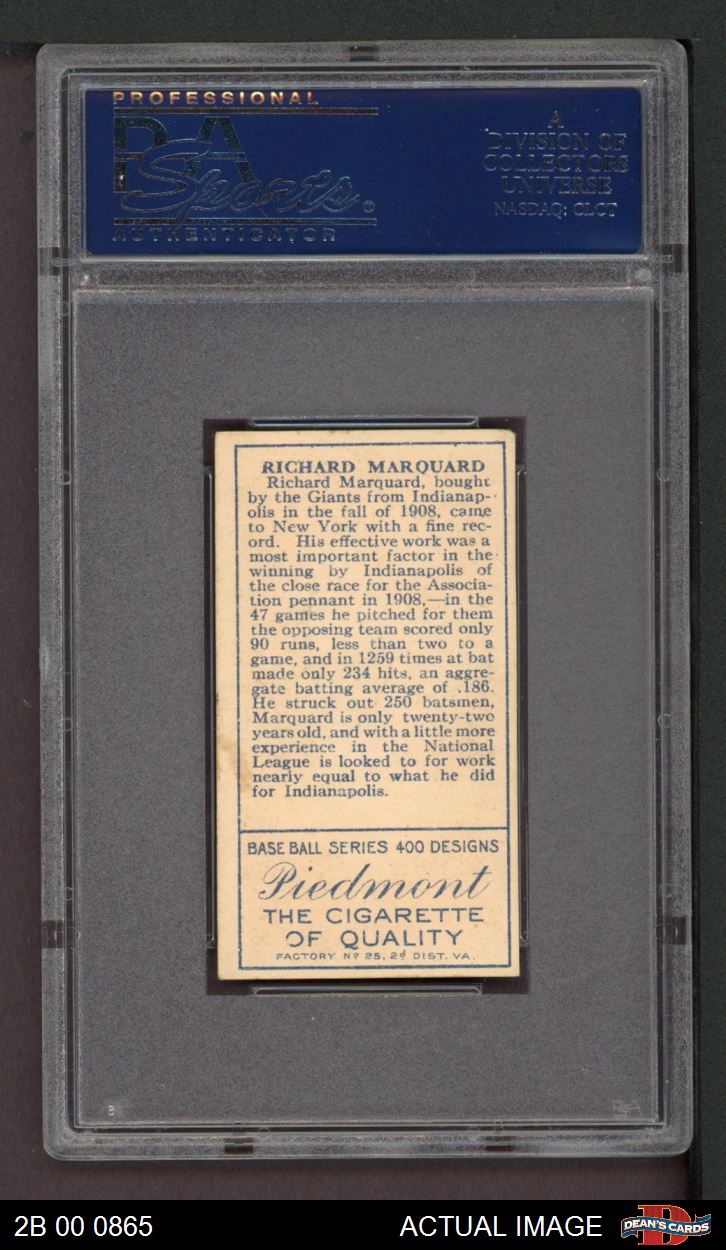 PROFESSIONAL
PSA
Sports®
AUTHENTICATOR
A
DIVISION OF
COLLECTORS
UNIVERSE
NASDAQ: CLCT
RICHARD MARQUARD
Richard Marquard, bought
by the Giants from Indianap-
olis in the fall of 1908, came
to New York with a fine rec-
ord. His effective work was a
most important factor in the
winning by Indianapolis of
the close race for the Associa-
tion pennant in 1908,—in the
47 games he pitched for them
the opposing team scored only
90 runs, less than two to a
game, and in 1259 times at bat
made only 234 hits, an aggre-
gate batting average of .186.
He struck out 250 batsmen,
Marquard is only twenty-two
years old, and with a little more
experience in the National
League is looked to for work
nearly equal to what he did
for Indianapolis.
BASE BALL SERIES 400 DESIGNS
Piedmont
THE CIGARETTE
OF QUALITY
FACTORY Nº 25, 2d DIST. VA.
2B 00 0865
ACTUAL IMAGE
DEAN'S CARDS